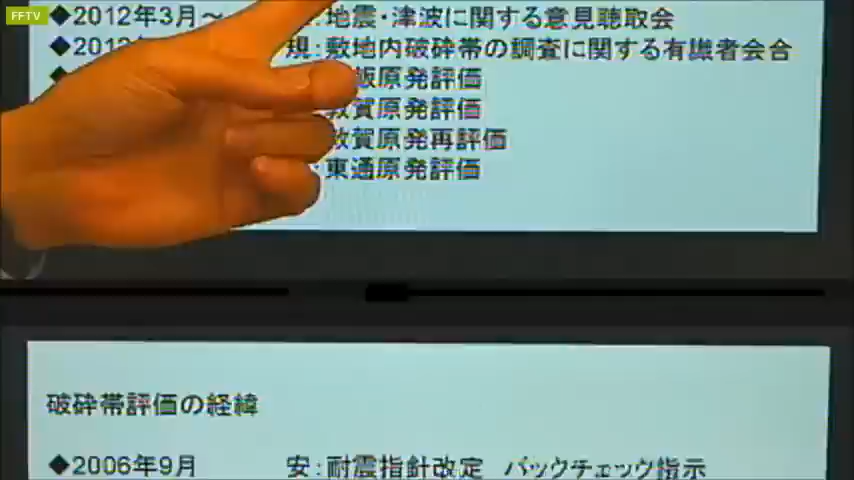 FFTV
◆2012年3月～ :地震・津波に関する意見聴取会
◆2012 規:敷地内破砕帯の調査に関する有識者会合
原発評価
敦賀原発評価
敦賀原発再評価
:東通原発評価
破砕帯評価の経緯
◆2006年9月 安:耐震指針改定 バックチェック指示